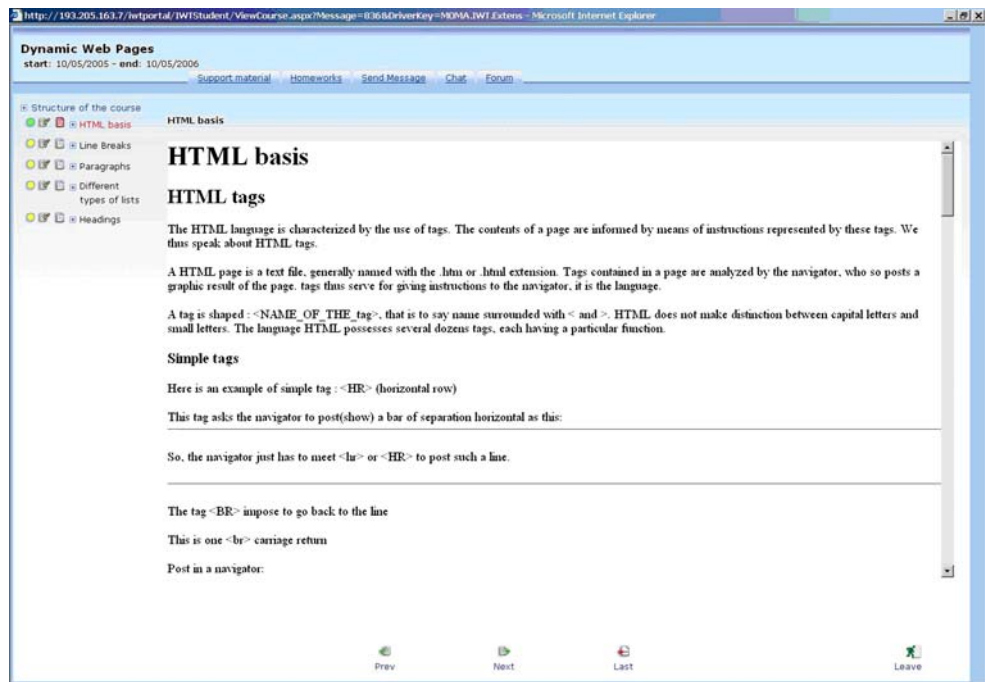 http://193.205.163.7/iwtportal/IWTStudent/ViewCourse.aspx?Message=836&DriverKey=MOMA.IWT.Extens - Microsoft Internet Explorer
Dynamic Web Pages
start: 10/05/2005 - end: 10/05/2006
Support material Homeworks Send Message Chat Forum
Structure of the course
HTML basis
Line Breaks
Paragraphs
Different
types of lists
Headings
HTML basis
HTML basis
HTML tags
The HTML language is characterized by the use of tags. The contents of a page are informed by means of instructions represented by these tags. We
thus speak about HTML tags.
A HTML page is a text file, generally named with the .htm or .html extension. Tags contained in a page are analyzed by the navigator, who so posts a
graphic result of the page. tags thus serve for giving instructions to the navigator, it is the language.
A tag is shaped : <NAME_OF_THE_tag>, that is to say name surrounded with < and >. HTML does not make distinction between capital letters and
small letters. The language HTML possesses several dozens tags, each having a particular function.
Simple tags
Here is an example of simple tag : <HR> (horizontal row)
This tag asks the navigator to post(show) a bar of separation horizontal as this:
So, the navigator just has to meet <hr> or <HR> to post such a line.
The tag <BR> impose to go back to the line
This is one <br> carriage return
Post in a navigator:
Prev Next Last Leave